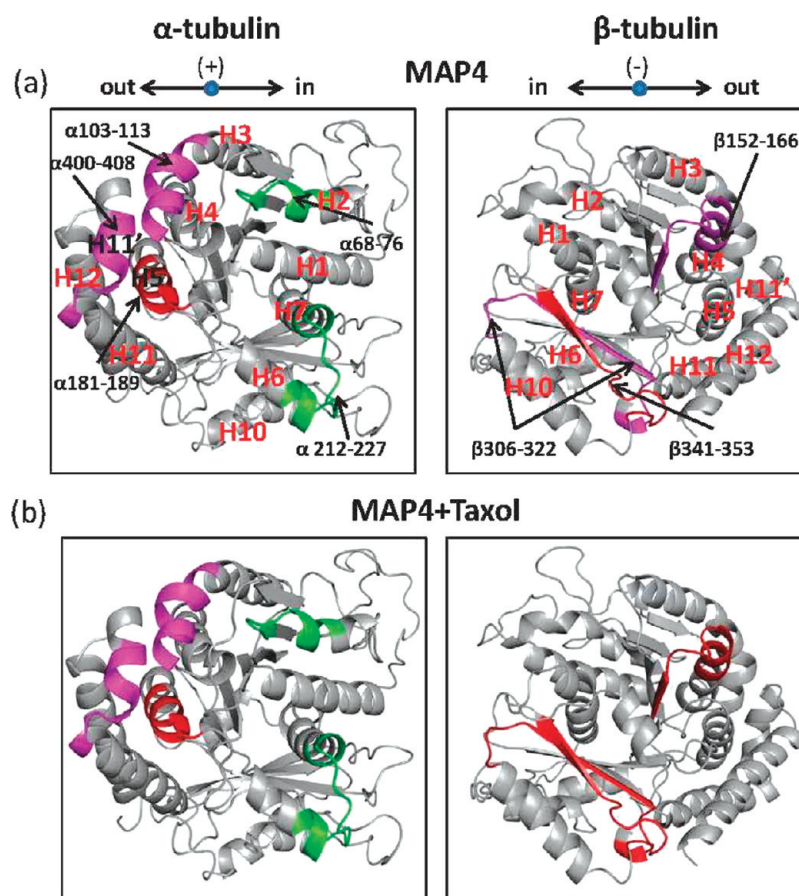 α-tubulin β-tubulin
(a) out (+) in MAP4 in (-) out
α103-113
α400-408
H3
H4
H2
α68-76
H11'
H12
H5
H1
H7
H11
α181-189
H6
H10
α 212-227
β152-166
H3
H2
H1
H4
H11'
H7
H5
H6
H11
H12
H10
β306-322
β341-353
(b) MAP4+Taxol